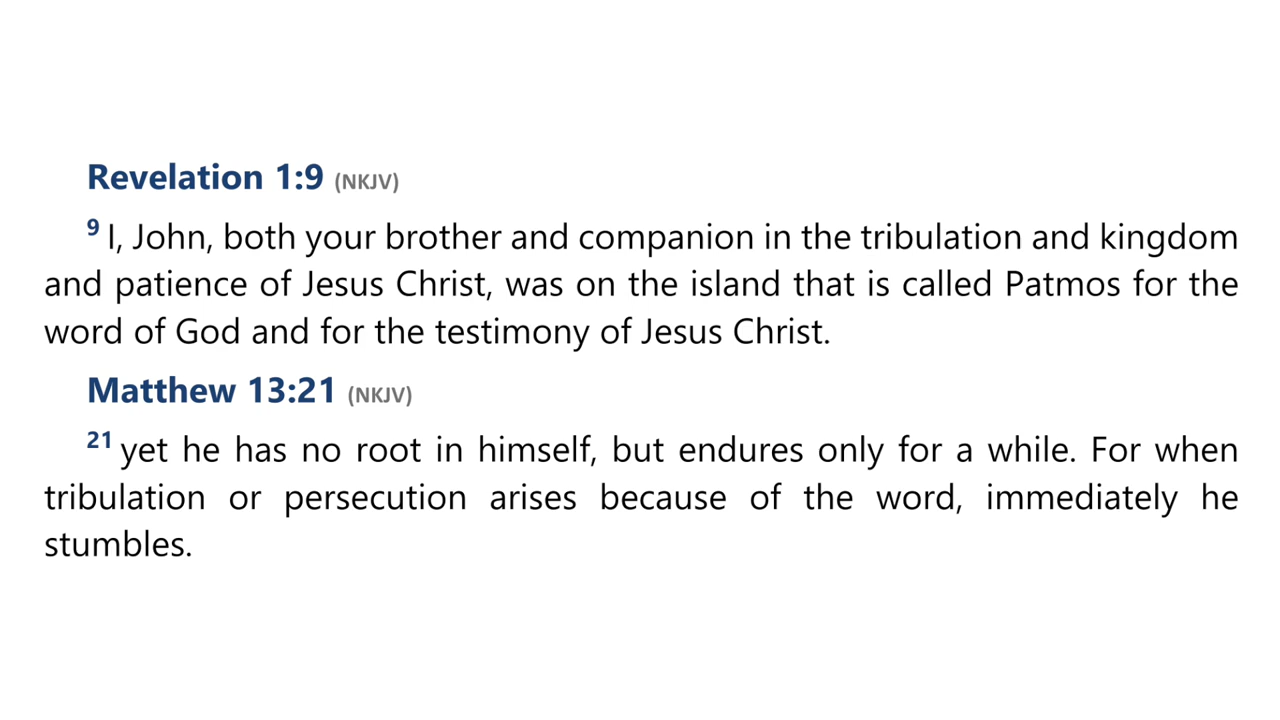 Revelation 1:9 (NKJV)
9 I, John, both your brother and companion in the tribulation and kingdom
and patience of Jesus Christ, was on the island that is called Patmos for the
word of God and for the testimony of Jesus Christ.
Matthew 13:21 (NKJV)
21 yet he has no root in himself, but endures only for a while. For when
tribulation or persecution arises because of the word, immediately he
stumbles.